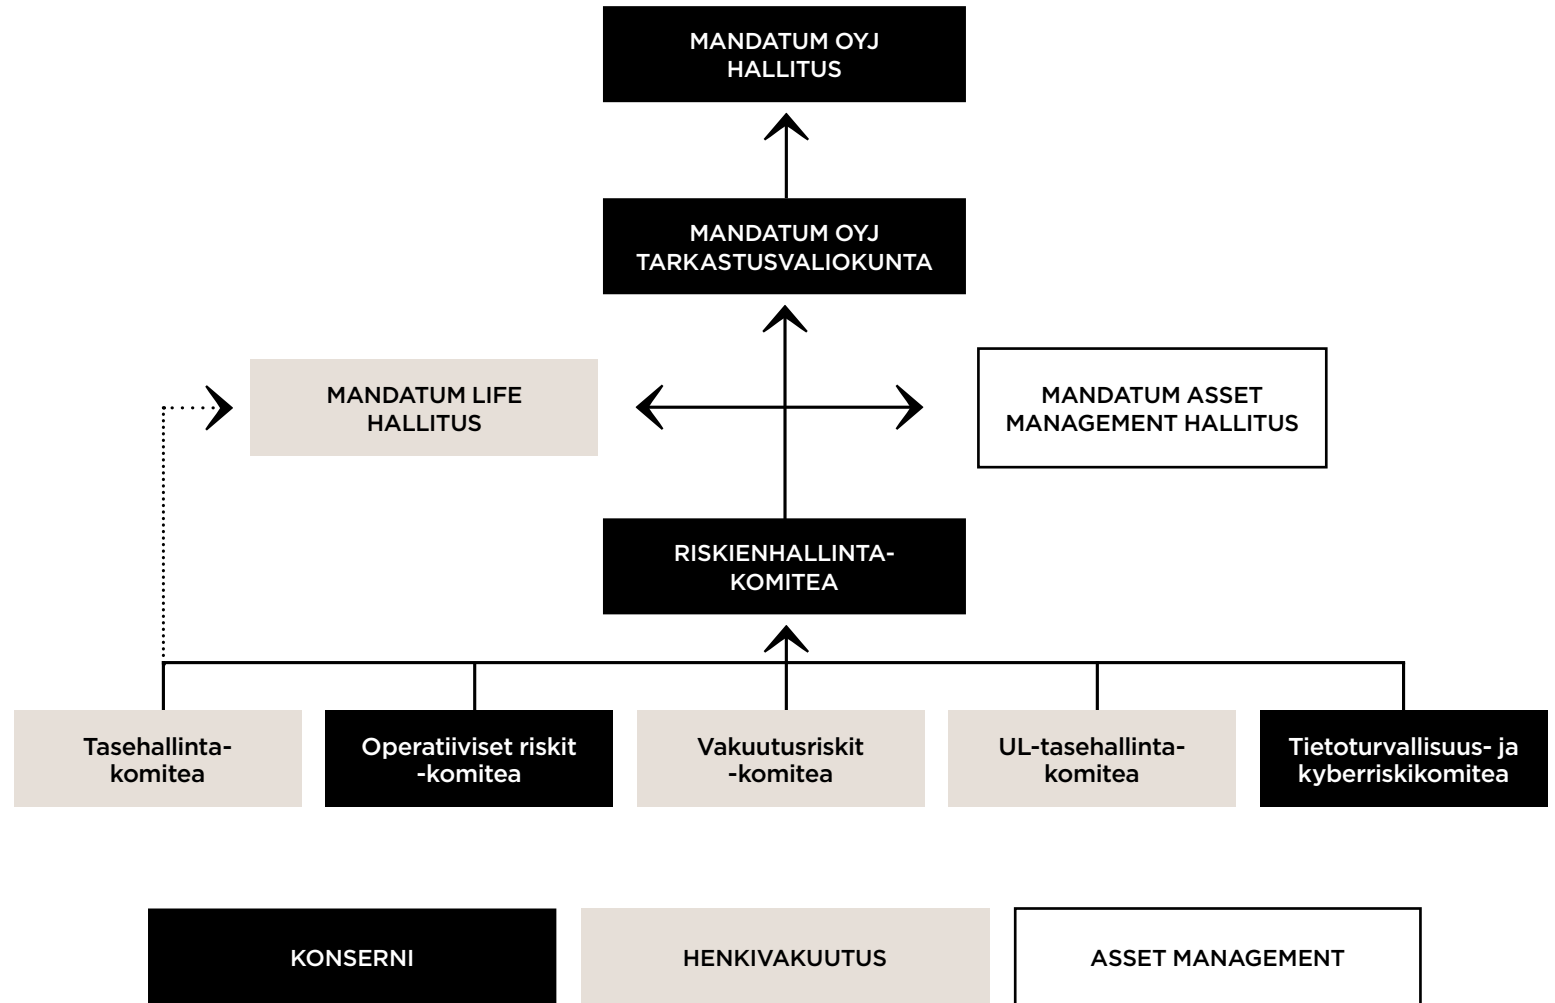 MANDATUM OYJ
HALLITUS
MANDATUM OYJ
TARKASTUSVALIOKUNTA
MANDATUM LIFE
HALLITUS
MANDATUM ASSET
MANAGEMENT HALLITUS
RISKIENHALLINTA-
KOMITEA
Tasehallinta-
komitea
Operatiiviset riskit
-komitea
Vakuutusriskit
-komitea
UL-tasehallinta-
komitea
Tietoturvallisuus- ja
kyberriskikomitea
KONSERNI
HENKIVAKUUTUS
ASSET MANAGEMENT